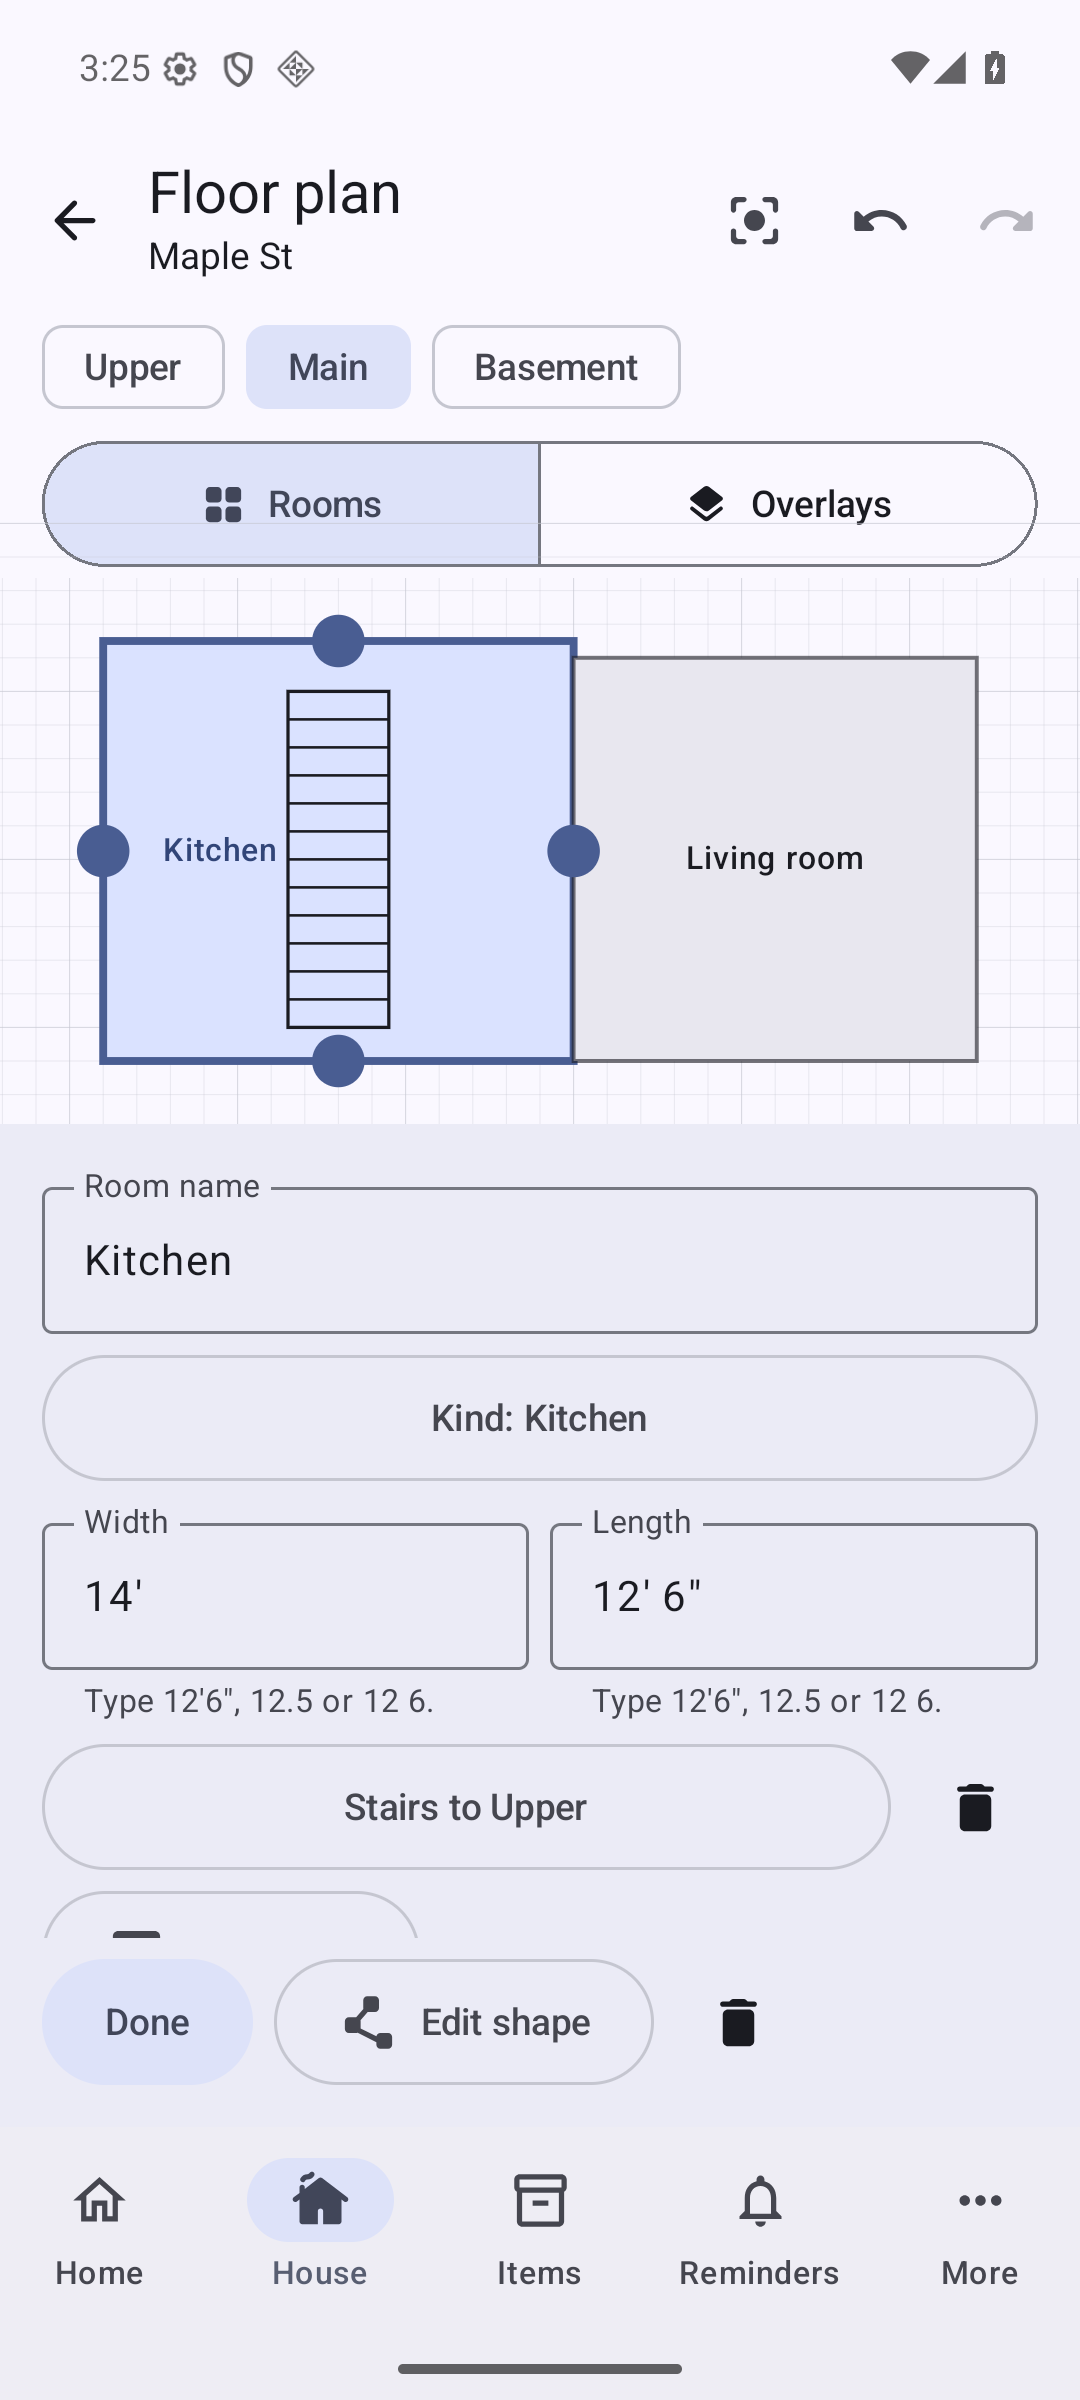 3:25
Floor plan
Maple St
Upper
Main
Basement
Rooms
Overlays
Kitchen
Living room
Room name
Kitchen
Kind: Kitchen
Width
Length
14'
12' 6"
Type 12'6", 12.5 or 12 6.
Type 12'6", 12.5 or 12 6.
Stairs to Upper
Done
Edit shape
Home
House
Items
Reminders
More